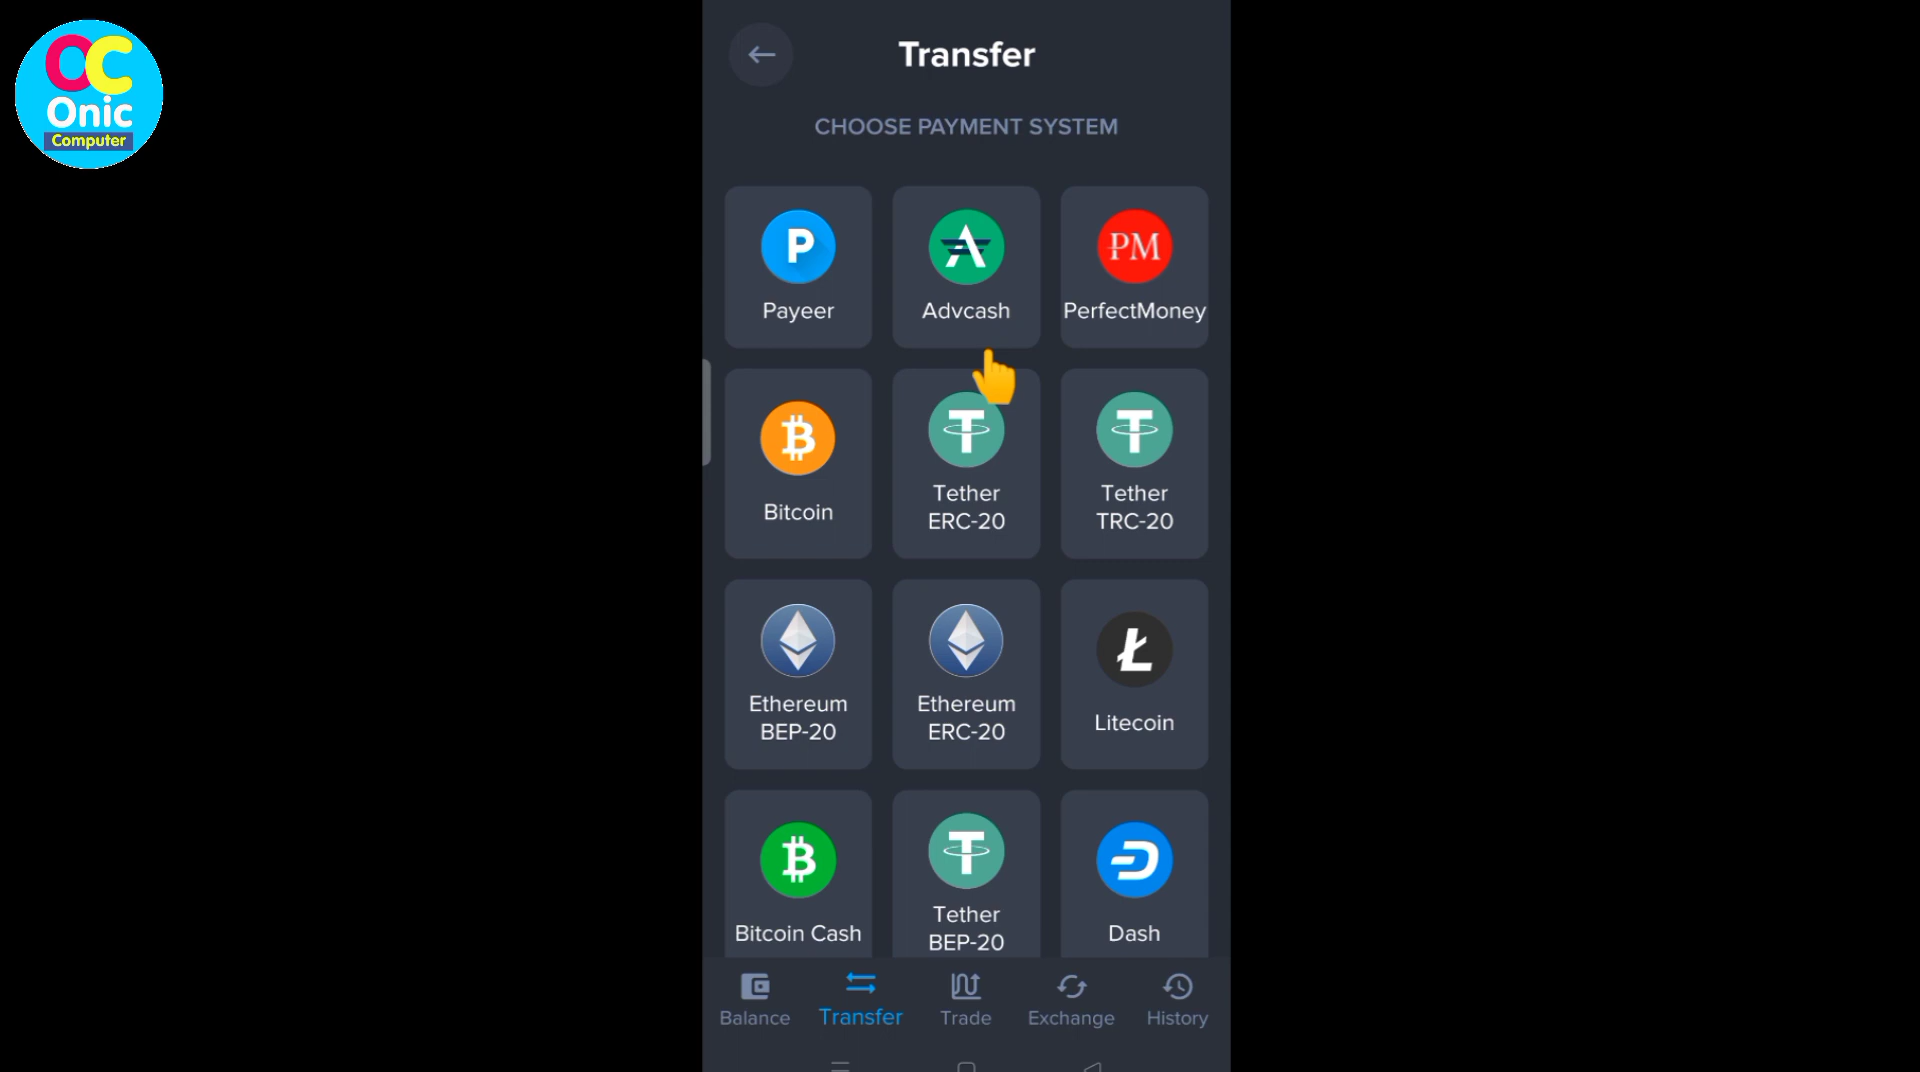 OC
Onic
Computer
Transfer
CHOOSE PAYMENT SYSTEM
P
Payeer
Advcash
PM
PerfectMoney
Bitcoin
Tether
ERC-20
Tether
TRC-20
Ethereum
BEP-20
Ethereum
ERC-20
Litecoin
Bitcoin Cash
Tether
BEP-20
Dash
Balance
Transfer
Trade
Exchange
History